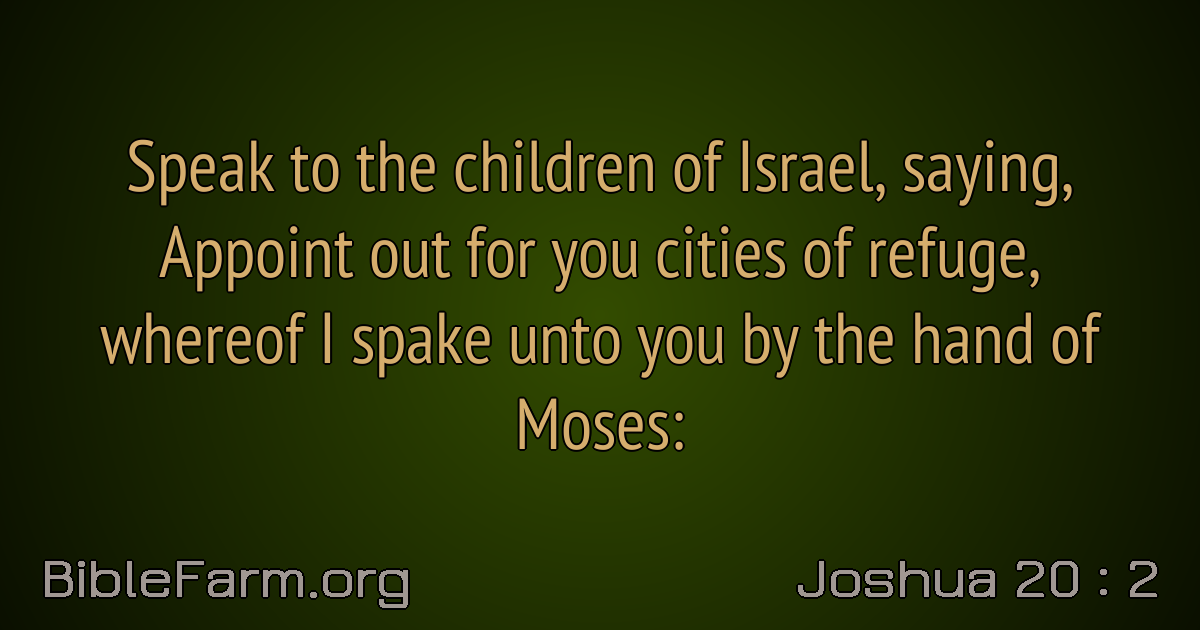 Speak to the children of Israel, saying,
Appoint out for you cities of refuge,
whereof I spake unto you by the hand of
Moses:
BibleFarm.org
Joshua 20 : 2